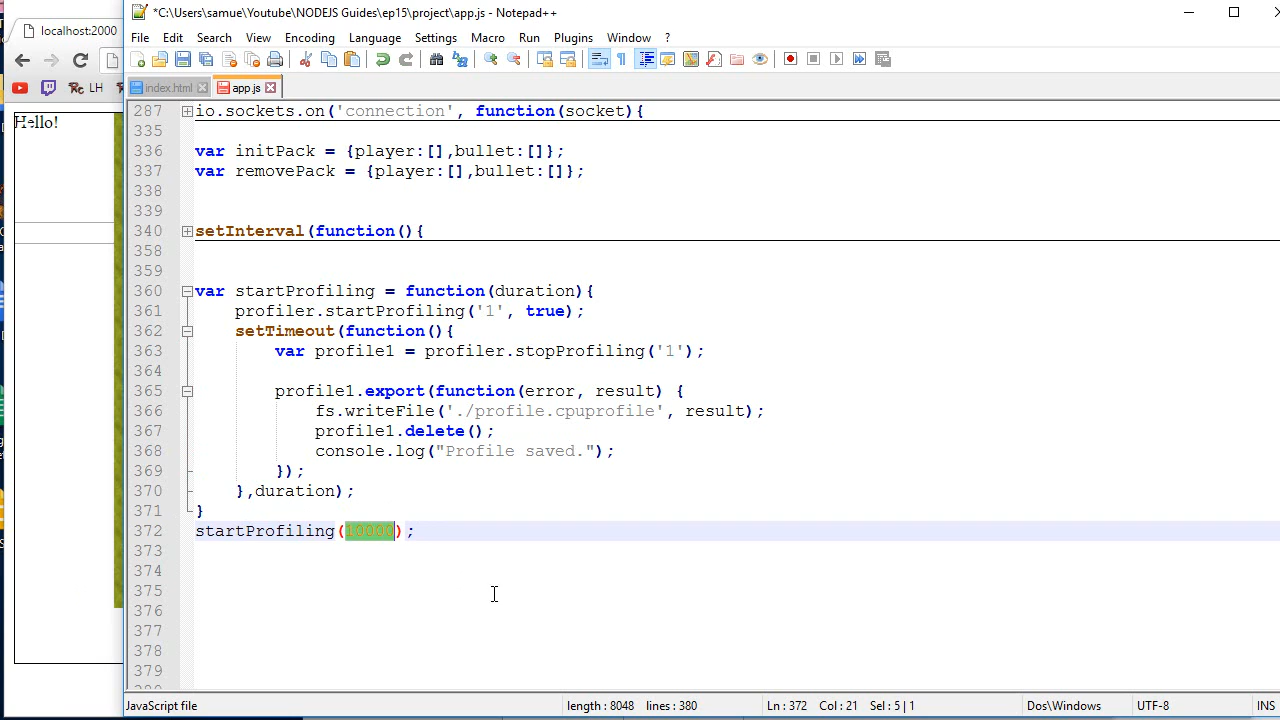 *C:\Users\samue\Youtube\NODEJS Guides\ep15\project\app.js - Notepad++
localhost:2000
File Edit Search View Encoding Language Settings Macro Run Plugins Window ?
LH
index.html app.js
Hello!
287 io.sockets.on('connection', function(socket){
335
336 var initPack = {player:[],bullet:[]};
337 var removePack = {player:[],bullet:[]};
338
339
340 setInterval(function(){
358
359
360 var startProfiling = function(duration){
361 profiler.startProfiling('1', true);
362 setTimeout(function(){
363 var profile1 = profiler.stopProfiling('1');
364
365 profile1.export(function(error, result) {
366 fs.writeFile('./profile.cpuprofile', result);
367 profile1.delete();
368 console.log("Profile saved.");
369 });
370 },duration);
371 }
372 startProfiling(10000);
373
374
375
376
377
378
379
JavaScript file length : 8048 lines : 380 Ln : 372 Col : 21 Sel : 5 | 1 Dos\Windows UTF-8 INS